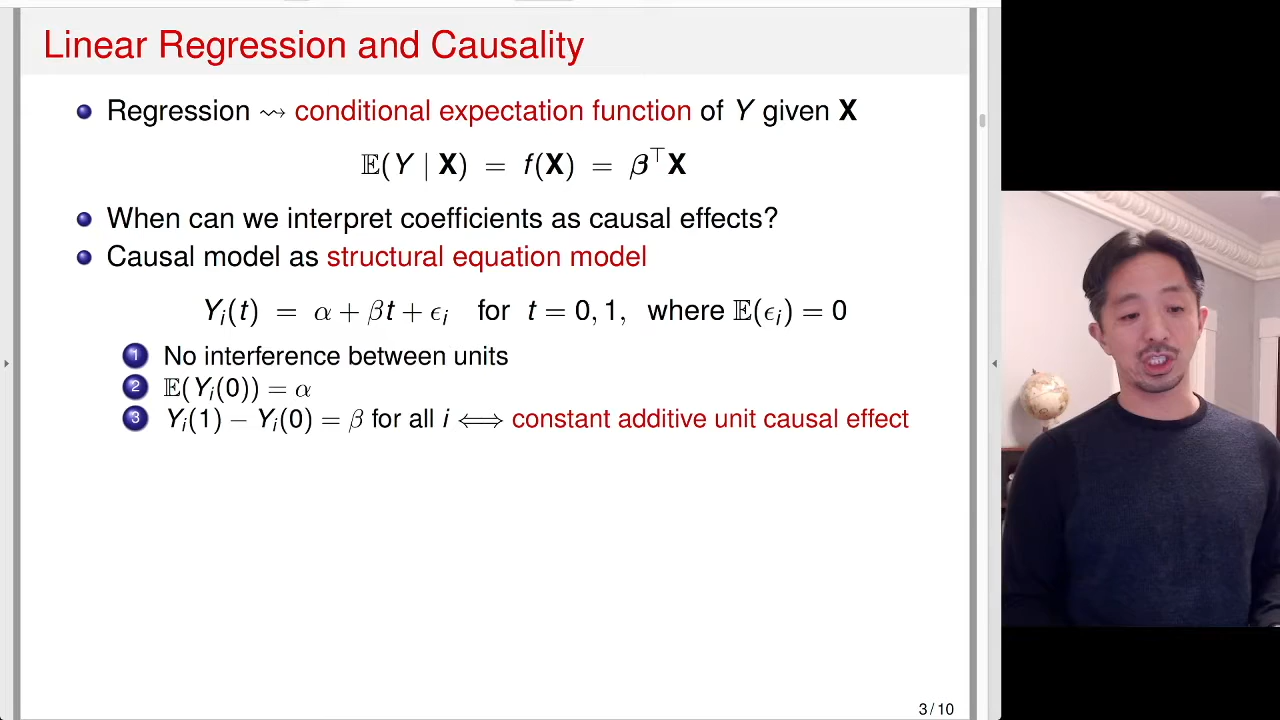 Linear Regression and Causality
Regression ⇝ conditional expectation function of Y given X
𝔼(Y | X) = f(X) = β⊤X
When can we interpret coefficients as causal effects?
Causal model as structural equation model
Yᵢ(t) = α + βt + ϵᵢ for t = 0, 1, where 𝔼(ϵᵢ) = 0
1 No interference between units
2 𝔼(Yᵢ(0)) = α
3 Yᵢ(1) − Yᵢ(0) = β for all i ⟺ constant additive unit causal effect
3 / 10